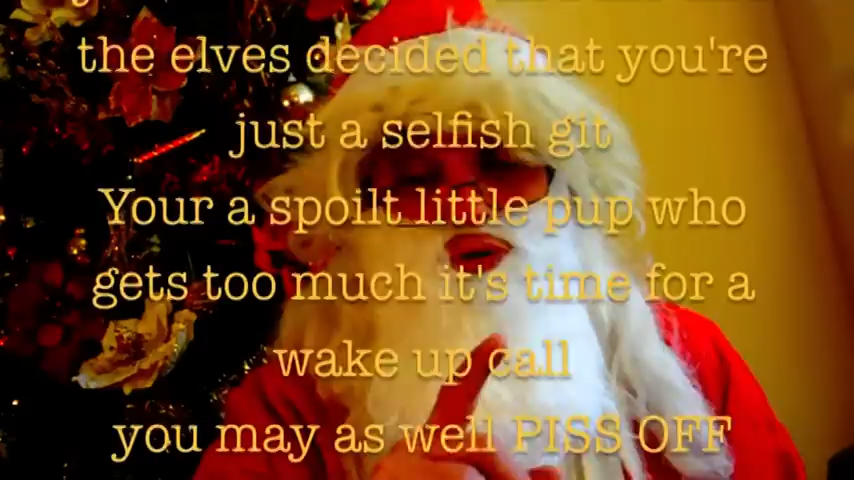 the elves decided that you're
just a selfish git
Your a spoilt little pup who
gets too much it's time for a
wake up call
you may as well PISS OFF